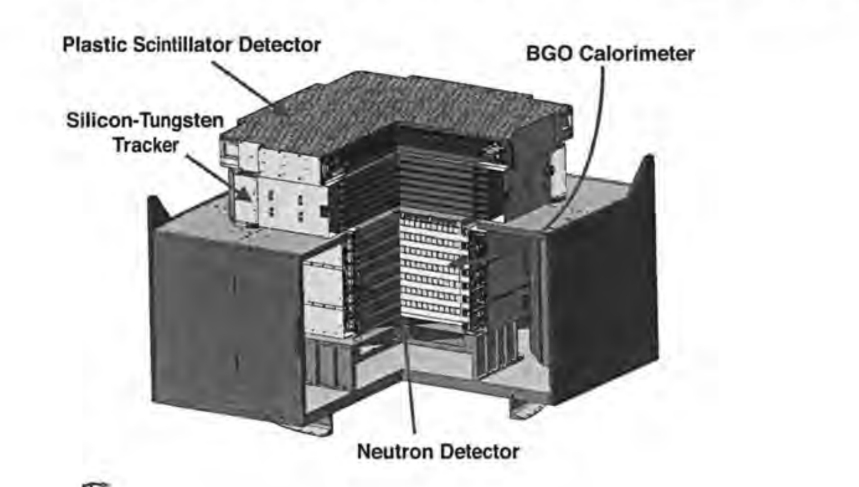 Plastic Scintillator Detector
BGO Calorimeter
Silicon-Tungsten
Tracker
Neutron Detector